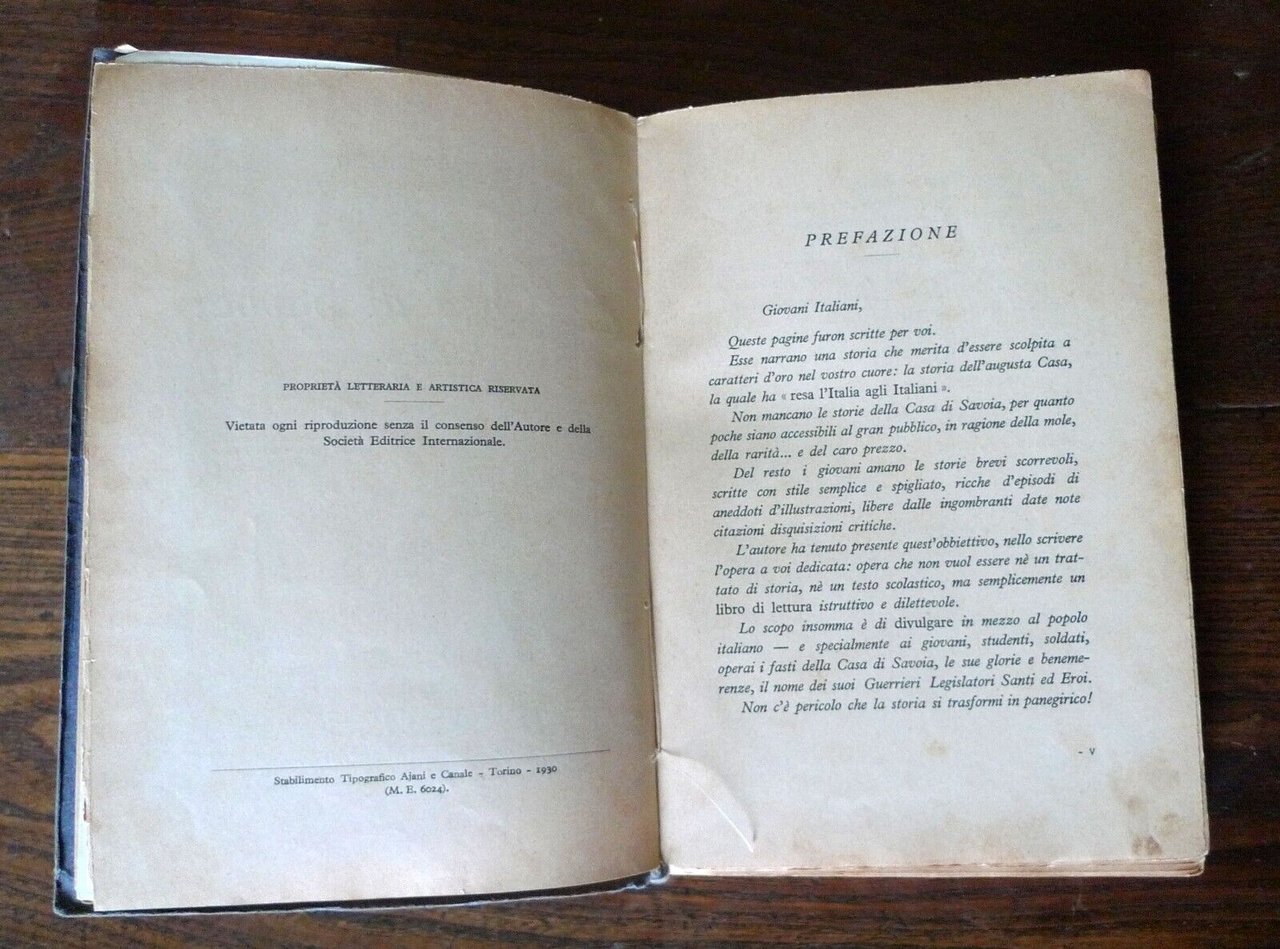 PROPRIETÀ LETTERARIA E ARTISTICA RISERVATA
Vietata ogni riproduzione senza il consenso dell'Autore e della
Società Editrice Internazionale.
Stabilimento Tipografico Ajani e Canale - Torino - 1930
(M. E. 6024).
PREFAZIONE
Giovani Italiani,
Queste pagine furon scritte per voi.
Esse narrano una storia che merita d'essere scolpita a
caratteri d'oro nel vostro cuore: la storia dell'augusta Casa,
la quale ha « resa l'Italia agli Italiani ».
Non mancano le storie della Casa di Savoia, per quanto
poche siano accessibili al gran pubblico, in ragione della mole,
della rarità... e del caro prezzo.
Del resto i giovani amano le storie brevi scorrevoli,
scritte con stile semplice e spigliato, ricche d'episodi di
aneddoti d'illustrazioni, libere dalle ingombranti date note
citazioni disquisizioni critiche.
L'autore ha tenuto presente quest'obbiettivo, nello scrivere
l'opera a voi dedicata: opera che non vuol essere nè un trat-
tato di storia, nè un testo scolastico, ma semplicemente un
libro di lettura istruttivo e dilettevole.
Lo scopo insomma è di divulgare in mezzo al popolo
italiano — e specialmente ai giovani, studenti, soldati,
operai i fasti della Casa di Savoia, le sue glorie e beneme-
renze, il nome dei suoi Guerrieri Legislatori Santi ed Eroi.
Non c'è pericolo che la storia si trasformi in panegirico!
- V